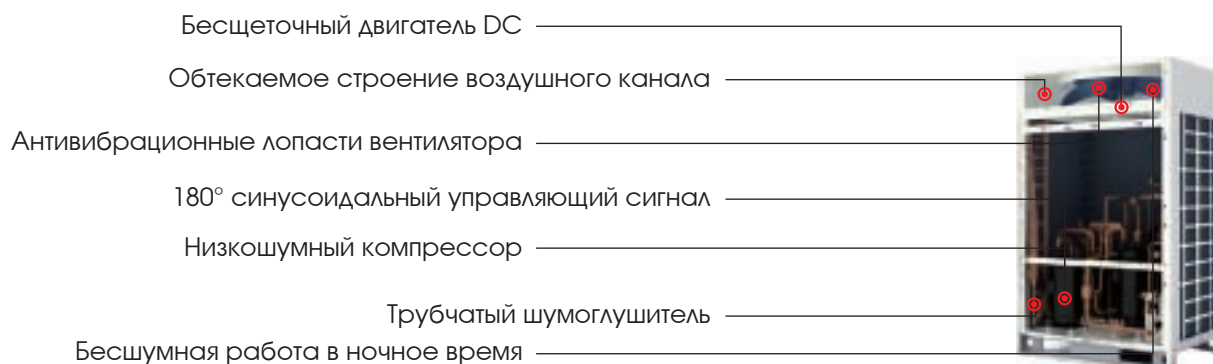 Бесщеточный двигатель DC
Обтекаемое строение воздушного канала
Антивибрационные лопасти вентилятора
180° синусоидальный управляющий сигнал
Низкошумный компрессор
Трубчатый шумоглушитель
Бесшумная работа в ночное время